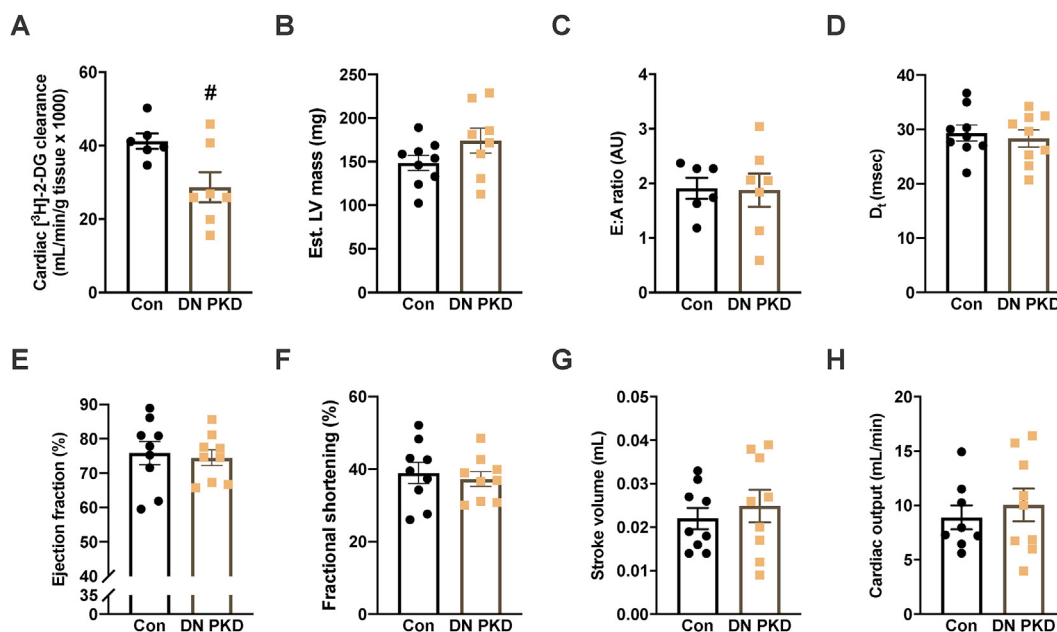 A
Cardiac [³H]-2-DG clearance
(mL/min/g tissue x 1000)
60
40
20
0
#
Con
DN PKD
B
Est. LV mass (mg)
250
200
150
100
50
0
Con
DN PKD
C
E:A ratio (AU)
4
3
2
1
0
Con
DN PKD
D
Dₜ (msec)
40
30
20
10
0
Con
DN PKD
E
Ejection fraction (%)
90
80
70
60
50
40
35
0
Con
DN PKD
F
Fractional shortening (%)
60
40
20
0
Con
DN PKD
G
Stroke volume (mL)
0.05
0.04
0.03
0.02
0.01
0.00
Con
DN PKD
H
Cardiac output (mL/min)
20
15
10
5
0
Con
DN PKD